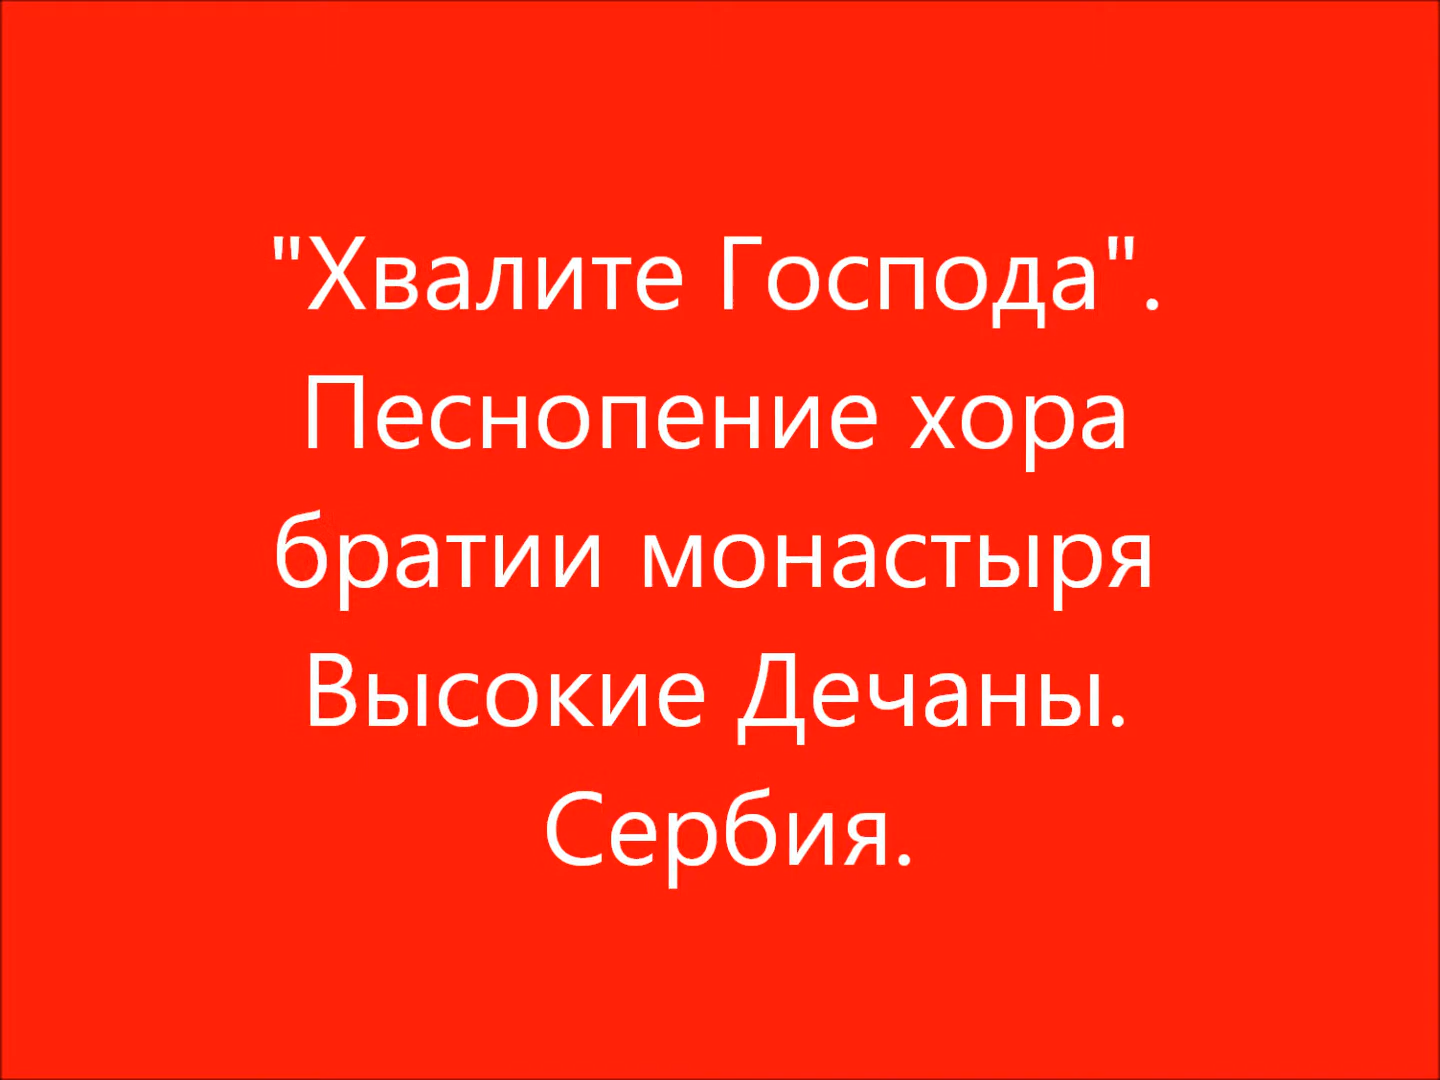 "Хвалите Господа".
Песнопение хора
братии монастыря
Высокие Дечаны.
Сербия.